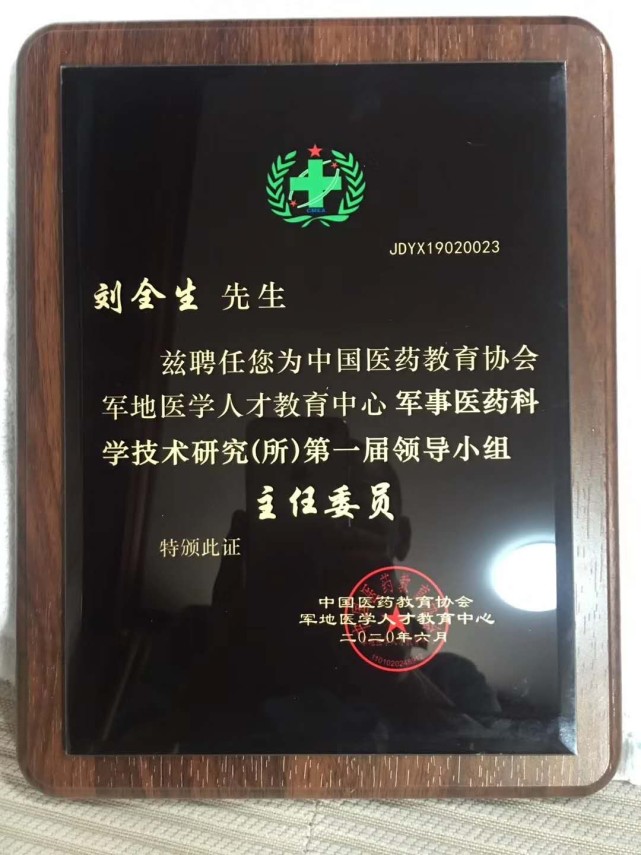 JDYX19020023
刘全生 先生
兹聘任您为中国医药教育协会
军地医学人才教育中心 军事医药科
学技术研究(所)第一届领导小组
主任委员
特颁此证
中国医药教育协会
军地医学人才教育中心
二〇二〇年六月